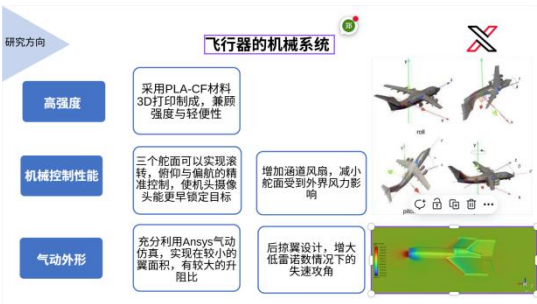 研究方向
飞行器的机械系统
郑
高强度
采用PLA-CF材料
3D打印制成，兼顾
强度与轻便性
机械控制性能
三个舵面可以实现滚
转，俯仰与偏航的精
准控制，使机头摄像
头能更早锁定目标
增加涵道风扇，减小
舵面受到外界风力影
响
气动外形
充分利用Ansys气动
仿真，实现在较小的
翼面积，有较大的升
阻比
后掠翼设计，增大
低雷诺数情况下的
失速攻角
roll